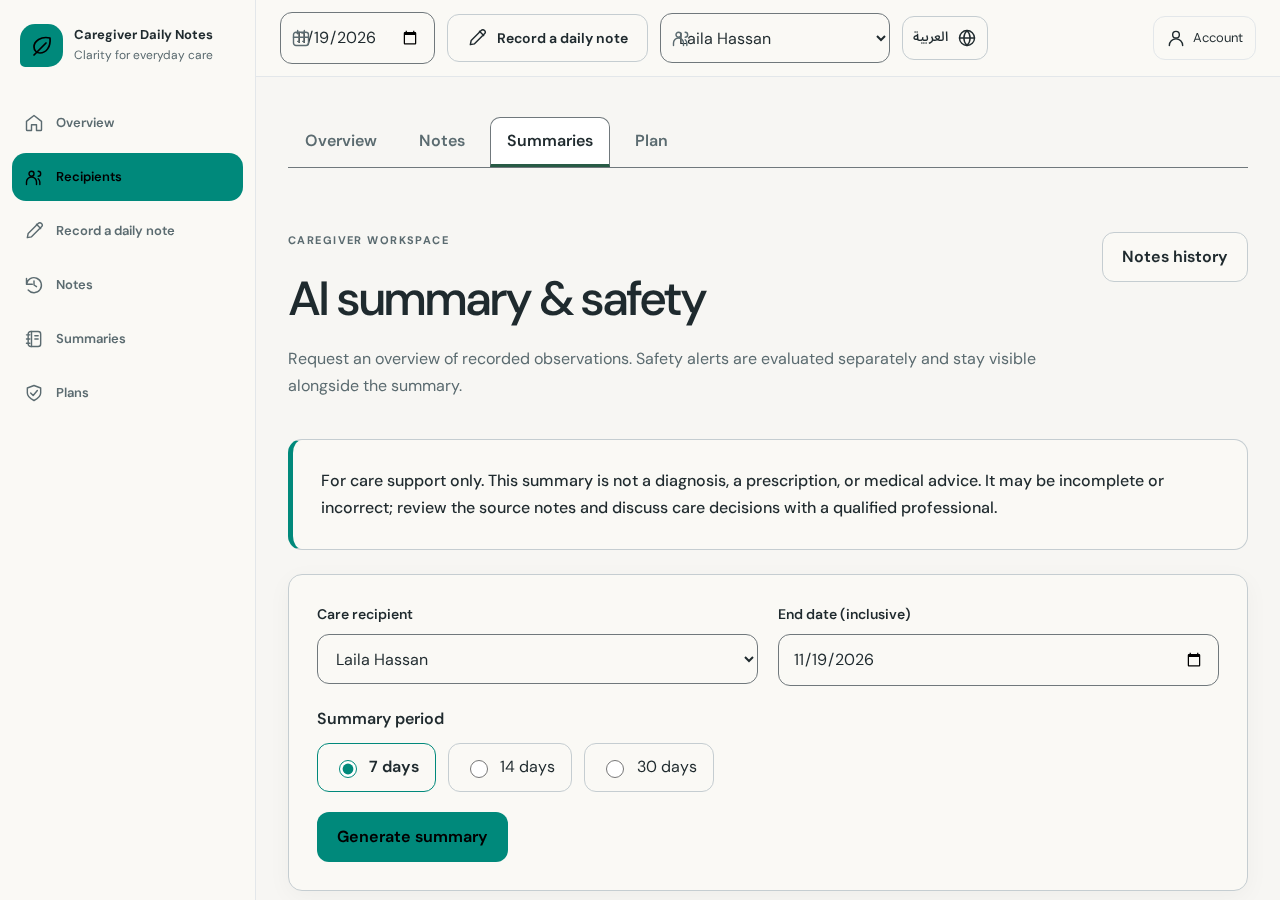 Caregiver Daily Notes
Clarity for everyday care
/19/2026
Record a daily note
Laila Hassan
العربية
Account
Overview
Recipients
Record a daily note
Notes
Summaries
Plans
Overview
Notes
Summaries
Plan
CAREGIVER WORKSPACE
Notes history
AI summary & safety
Request an overview of recorded observations. Safety alerts are evaluated separately and stay visible
alongside the summary.
For care support only. This summary is not a diagnosis, a prescription, or medical advice. It may be incomplete or
incorrect; review the source notes and discuss care decisions with a qualified professional.
Care recipient
End date (inclusive)
Laila Hassan
11/19/2026
Summary period
7 days
14 days
30 days
Generate summary